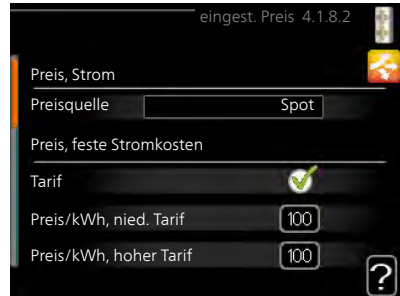 eingest. Preis 4.1.8.2
Preis, Strom
Preisquelle Spot
Preis, feste Stromkosten
Tarif
Preis/kWh, nied. Tarif 100
Preis/kWh, hoher Tarif 100
?